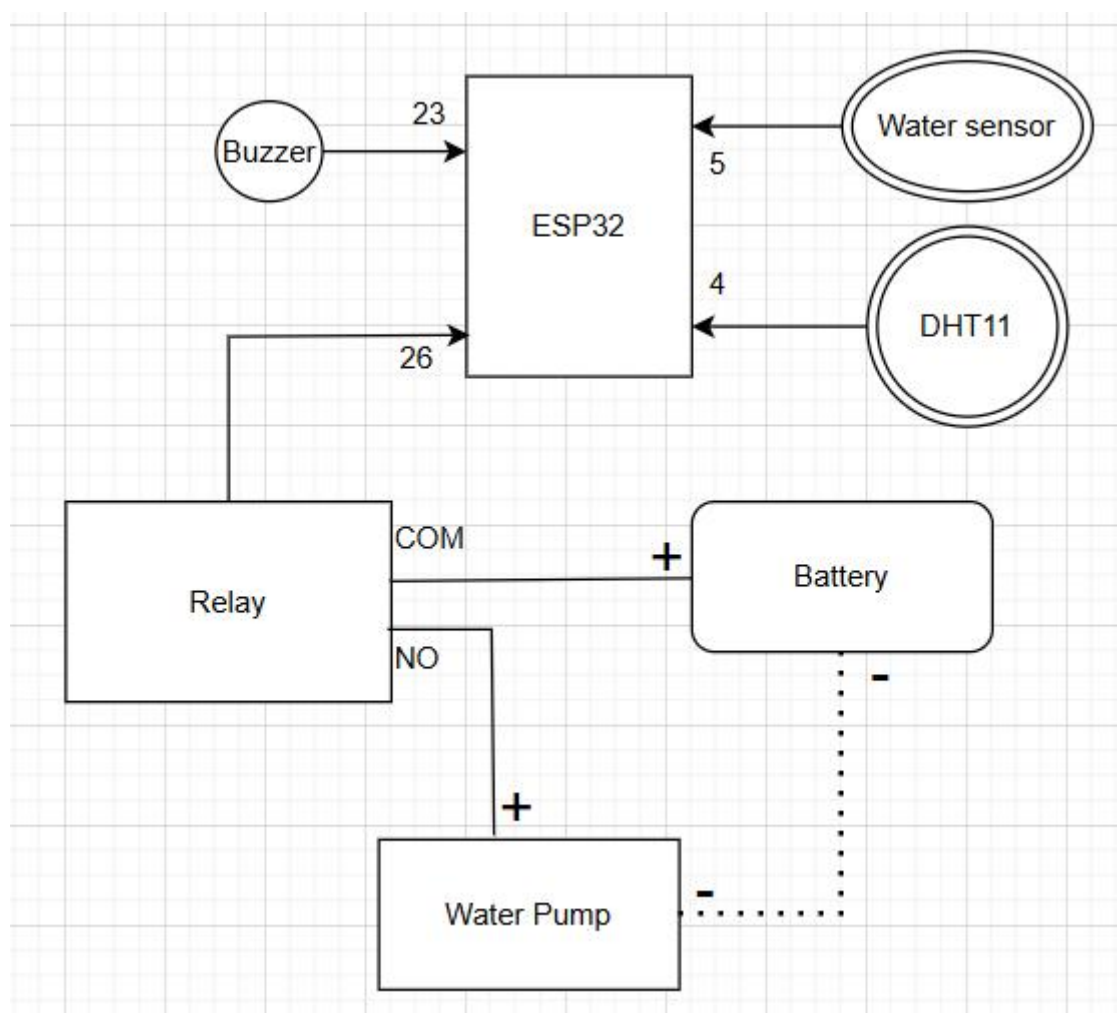 23
Buzzer
Water sensor
5
ESP32
4
DHT11
26
COM
+
Battery
Relay
NO
-
+
-
Water Pump